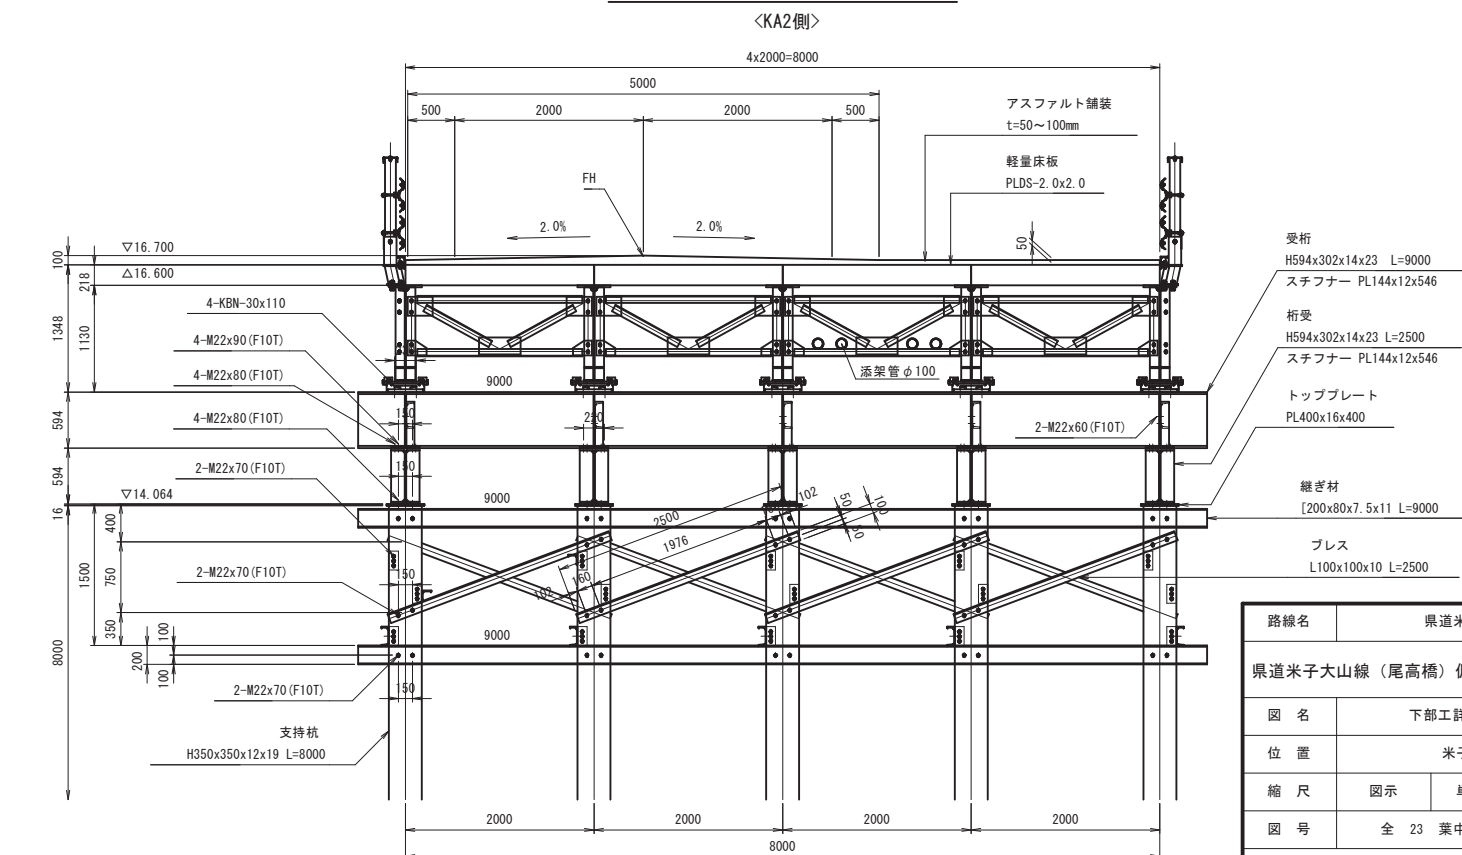 <KA2側>
4x2000=8000
5000
500
2000
2000
500
アスファルト舗装
t=50～100mm
軽量床板
PLDS-2.0x2.0
FH
2.0%
2.0%
50
▽16.700
△16.600
100
218
1348
1130
594
594
16
8000
4-KBN-30x110
4-M22x90(F10T)
4-M22x80(F10T)
4-M22x80(F10T)
2-M22x70(F10T)
▽14.064
400
1500
750
350
2-M22x70(F10T)
100
200
100
2-M22x70(F10T)
支持杭
H350x350x12x19 L=8000
9000
添架管φ100
150
220
2-M22x60(F10T)
150
9000
2500
1976
102
50
100
50
150
160
102
9000
150
受桁
H594x302x14x23 L=9000
スチフナー PL144x12x546
桁受
H594x302x14x23 L=2500
スチフナー PL144x12x546
トッププレート
PL400x16x400
継ぎ材
[200x80x7.5x11 L=9000
ブレス
L100x100x10 L=2500
2000
2000
2000
2000
8000
路線名
県道米
県道米子大山線（尾高橋）
図 名
下部工詳
位 置
米子
縮 尺
図示
図 号
全 23 葉中